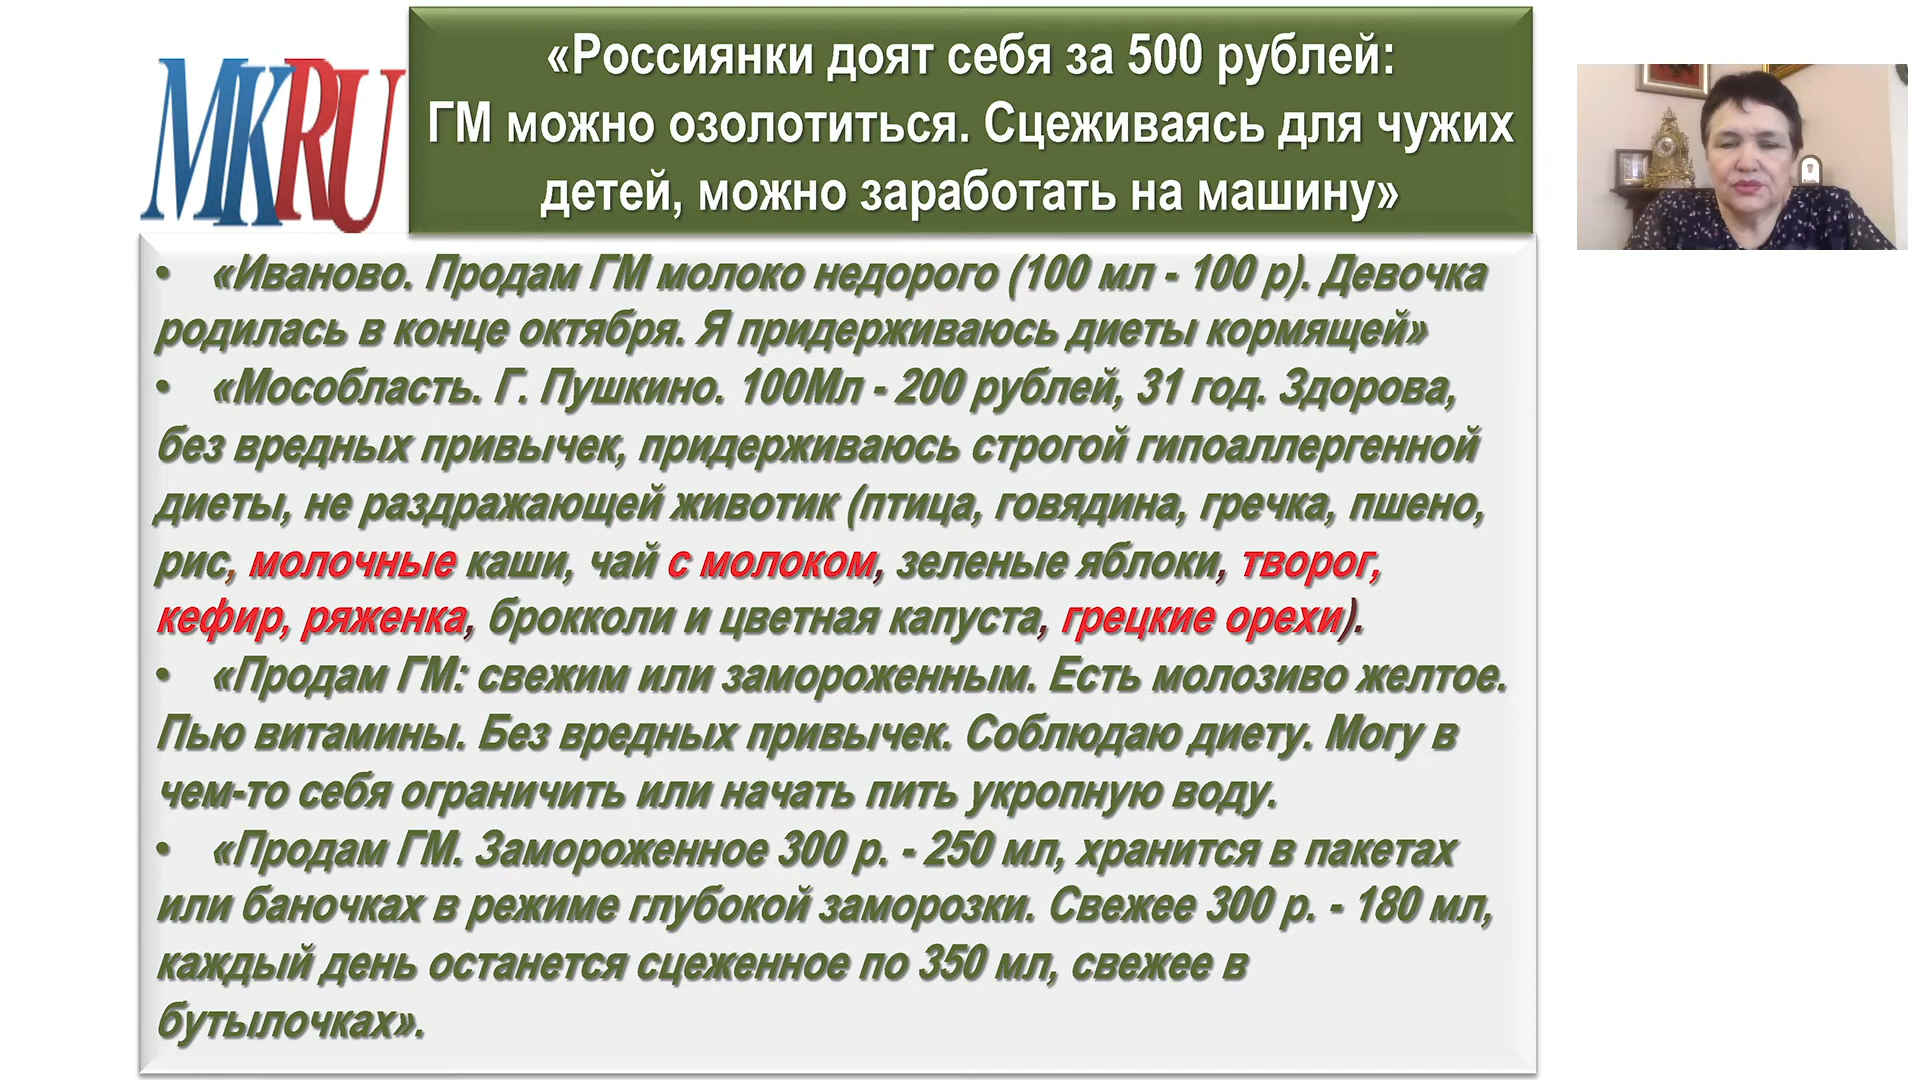 MKRU
«Россиянки доят себя за 500 рублей:
ГМ можно озолотиться. Сцеживаясь для чужих
детей, можно заработать на машину»
• «Иваново. Продам ГМ молоко недорого (100 мл - 100 р). Девочка
родилась в конце октября. Я придерживаюсь диеты кормящей»
• «Мособласть. Г. Пушкино. 100Мл - 200 рублей, 31 год. Здорова,
без вредных привычек, придерживаюсь строгой гипоаллергенной
диеты, не раздражающей животик (птица, говядина, гречка, пшено,
рис, молочные каши, чай с молоком, зеленые яблоки, творог,
кефир, ряженка, брокколи и цветная капуста, грецкие орехи).
• «Продам ГМ: свежим или замороженным. Есть молозиво желтое.
Пью витамины. Без вредных привычек. Соблюдаю диету. Могу в
чем-то себя ограничить или начать пить укропную воду.
• «Продам ГМ. Замороженное 300 р. - 250 мл, хранится в пакетах
или баночках в режиме глубокой заморозки. Свежее 300 р. - 180 мл,
каждый день останется сцеженное по 350 мл, свежее в
бутылочках».